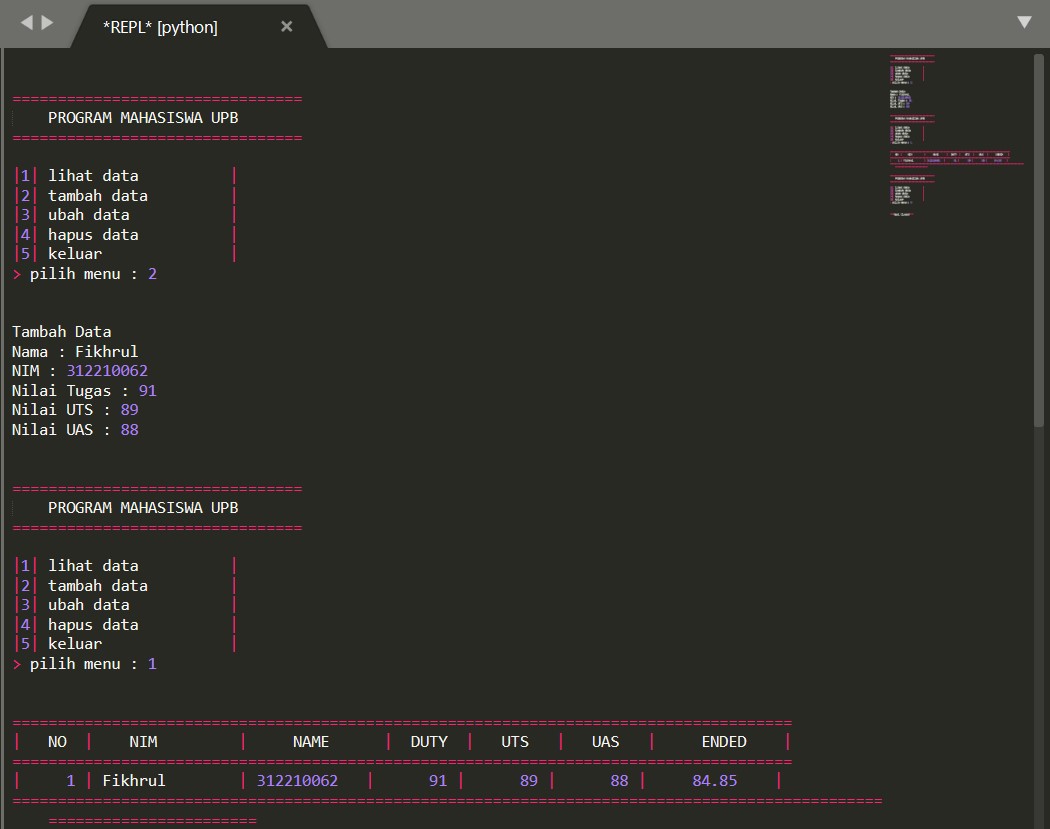 *REPL* [python] ×
================================
PROGRAM MAHASISWA UPB
================================
|1| lihat data |
|2| tambah data |
|3| ubah data |
|4| hapus data |
|5| keluar |
> pilih menu : 2
Tambah Data
Nama : Fikhrul
NIM : 312210062
Nilai Tugas : 91
Nilai UTS : 89
Nilai UAS : 88
================================
PROGRAM MAHASISWA UPB
================================
|1| lihat data |
|2| tambah data |
|3| ubah data |
|4| hapus data |
|5| keluar |
> pilih menu : 1
======================================================================================
| NO | NIM | NAME | DUTY | UTS | UAS | ENDED |
======================================================================================
| 1 | Fikhrul | 312210062 | 91 | 89 | 88 | 84.85 |
================================================================================================
=======================